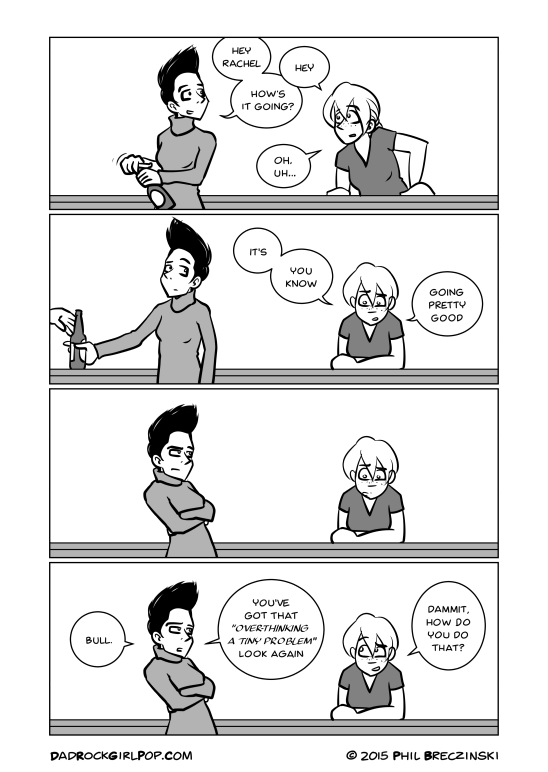 HEY
RACHEL
HEY
HOW'S
IT GOING?
OH.
UH...
IT'S
YOU
KNOW
GOING
PRETTY
GOOD
BULL.
YOU'VE
GOT THAT
"OVERTHINKING
A TINY PROBLEM"
LOOK AGAIN
DAMMIT,
HOW DO
YOU DO
THAT?
DADROCKGIRLPOP.COM
© 2015 PHIL BRECZINSKI